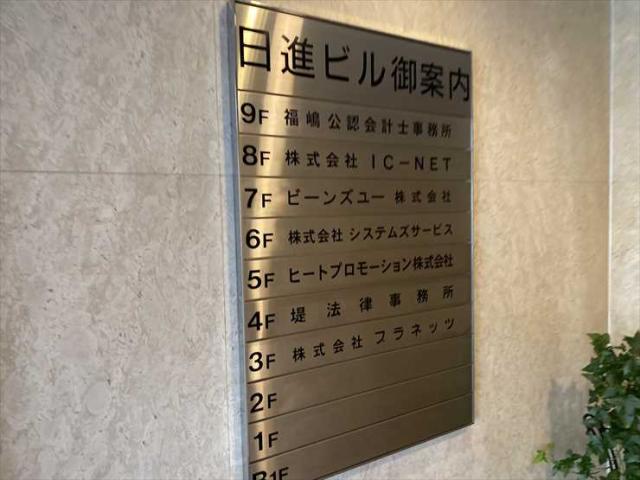 日進ビル御案内
9F 福嶋公認会計士事務所
8F 株式会社 IC-NET
7F ビーンズユー 株式会社
6F 株式会社 システムズサービス
5F ヒートプロモーション株式会社
4F 堤法律事務所
3F 株式会社 プラネッツ
2F
1F
B1F